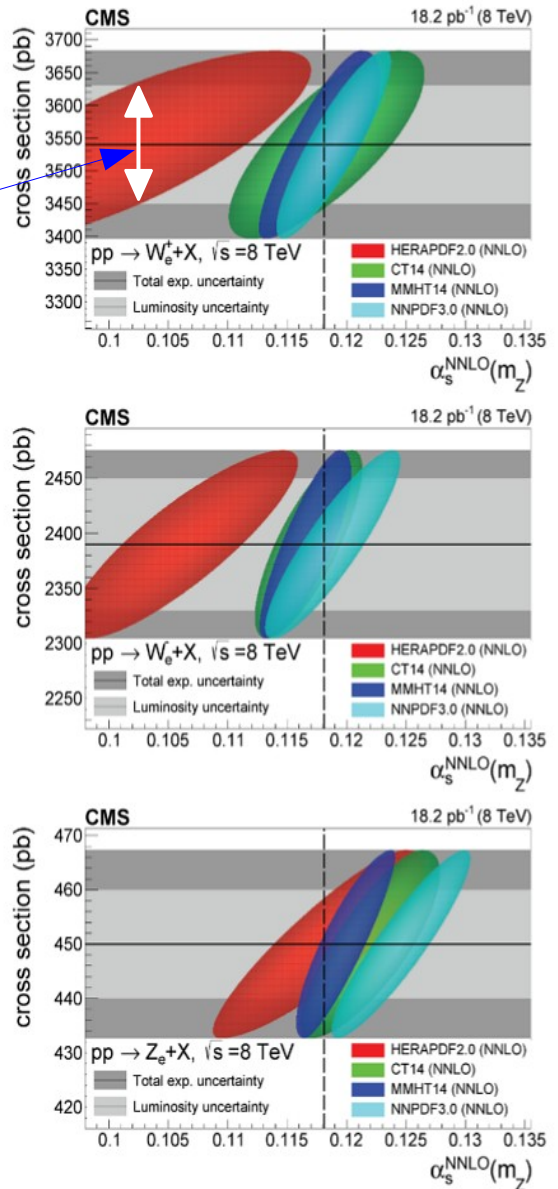 CMS 18.2 pb⁻¹ (8 TeV)
cross section (pb)
3700
3650
3600
3550
3500
3450
3400
3350
3300
pp → W⁺ₑ+X, √s =8 TeV
Total exp. uncertainty
Luminosity uncertainty
HERAPDF2.0 (NNLO)
CT14 (NNLO)
MMHT14 (NNLO)
NNPDF3.0 (NNLO)
0.1 0.105 0.11 0.115 0.12 0.125 0.13 0.135
αₛᴺᴺᴸᴼ(m_Z)
CMS 18.2 pb⁻¹ (8 TeV)
cross section (pb)
2450
2400
2350
2300
2250
pp → W⁻ₑ+X, √s =8 TeV
Total exp. uncertainty
Luminosity uncertainty
HERAPDF2.0 (NNLO)
CT14 (NNLO)
MMHT14 (NNLO)
NNPDF3.0 (NNLO)
0.1 0.105 0.11 0.115 0.12 0.125 0.13 0.135
αₛᴺᴺᴸᴼ(m_Z)
CMS 18.2 pb⁻¹ (8 TeV)
cross section (pb)
470
460
450
440
430
420
pp → Zₑ+X, √s =8 TeV
Total exp. uncertainty
Luminosity uncertainty
HERAPDF2.0 (NNLO)
CT14 (NNLO)
MMHT14 (NNLO)
NNPDF3.0 (NNLO)
0.1 0.105 0.11 0.115 0.12 0.125 0.13 0.135
αₛᴺᴺᴸᴼ(m_Z)